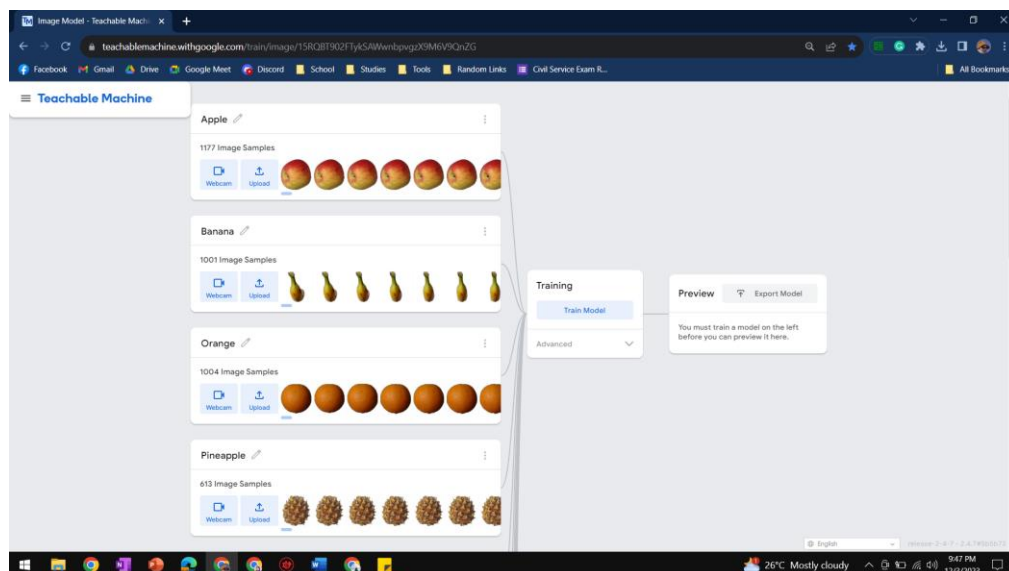 Image Model - Teachable Machi
teachablemachine.withgoogle.com/train/image/15RQBT902FTykSAWwnbpvgzX9M6V9QnZG
Facebook Gmail Drive Google Meet Discord School Studies Tools Random Links Civil Service Exam R... All Bookmarks
Teachable Machine
Apple
1177 Image Samples
Webcam Upload
Banana
1001 Image Samples
Webcam Upload
Training
Train Model
Advanced
Preview Export Model
You must train a model on the left
before you can preview it here.
Orange
1004 Image Samples
Webcam Upload
Pineapple
613 Image Samples
Webcam Upload
English
26°C Mostly cloudy
9:47 PM